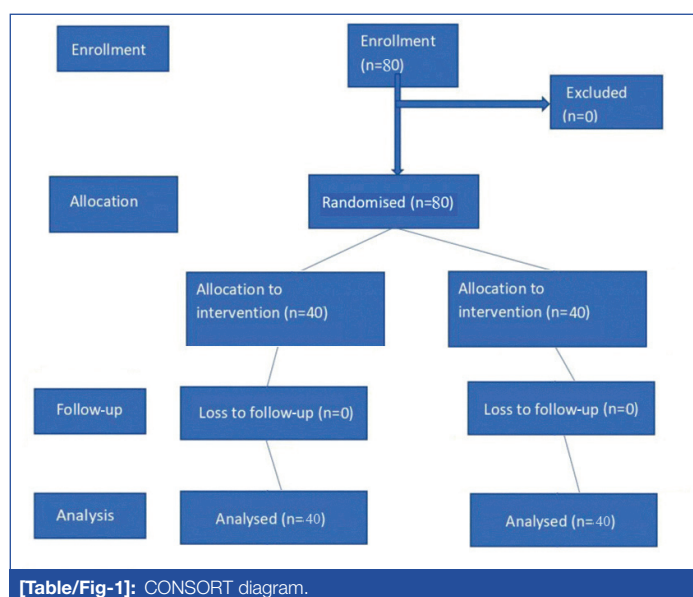 Enrollment
Enrollment
(n=80)
Excluded
(n=0)
Allocation
Randomised (n=80)
Allocation to
intervention (n=40)
Allocation to
intervention (n=40)
Follow-up
Loss to follow-up (n=0)
Loss to follow-up (n=0)
Analysis
Analysed (n=40)
Analysed (n=40)
[Table/Fig-1]: CONSORT diagram.